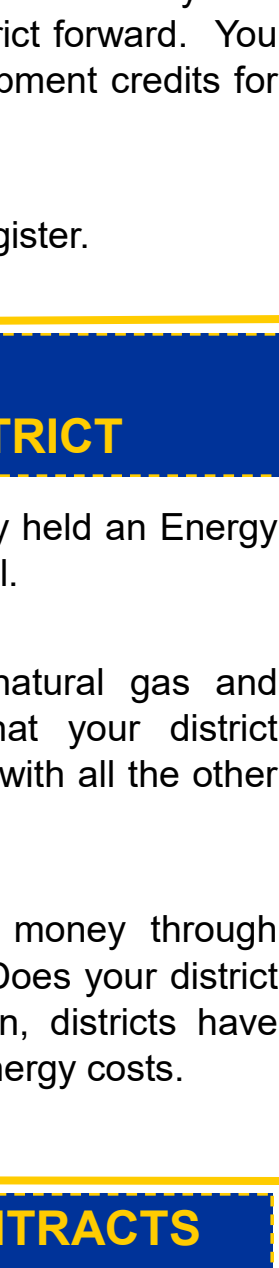 rict forward. You
pment credits for
gister.
TRICT
y held an Energy
l.
natural gas and
hat your district
with all the other
money through
Does your district
n, districts have
nergy costs.
NTRACTS